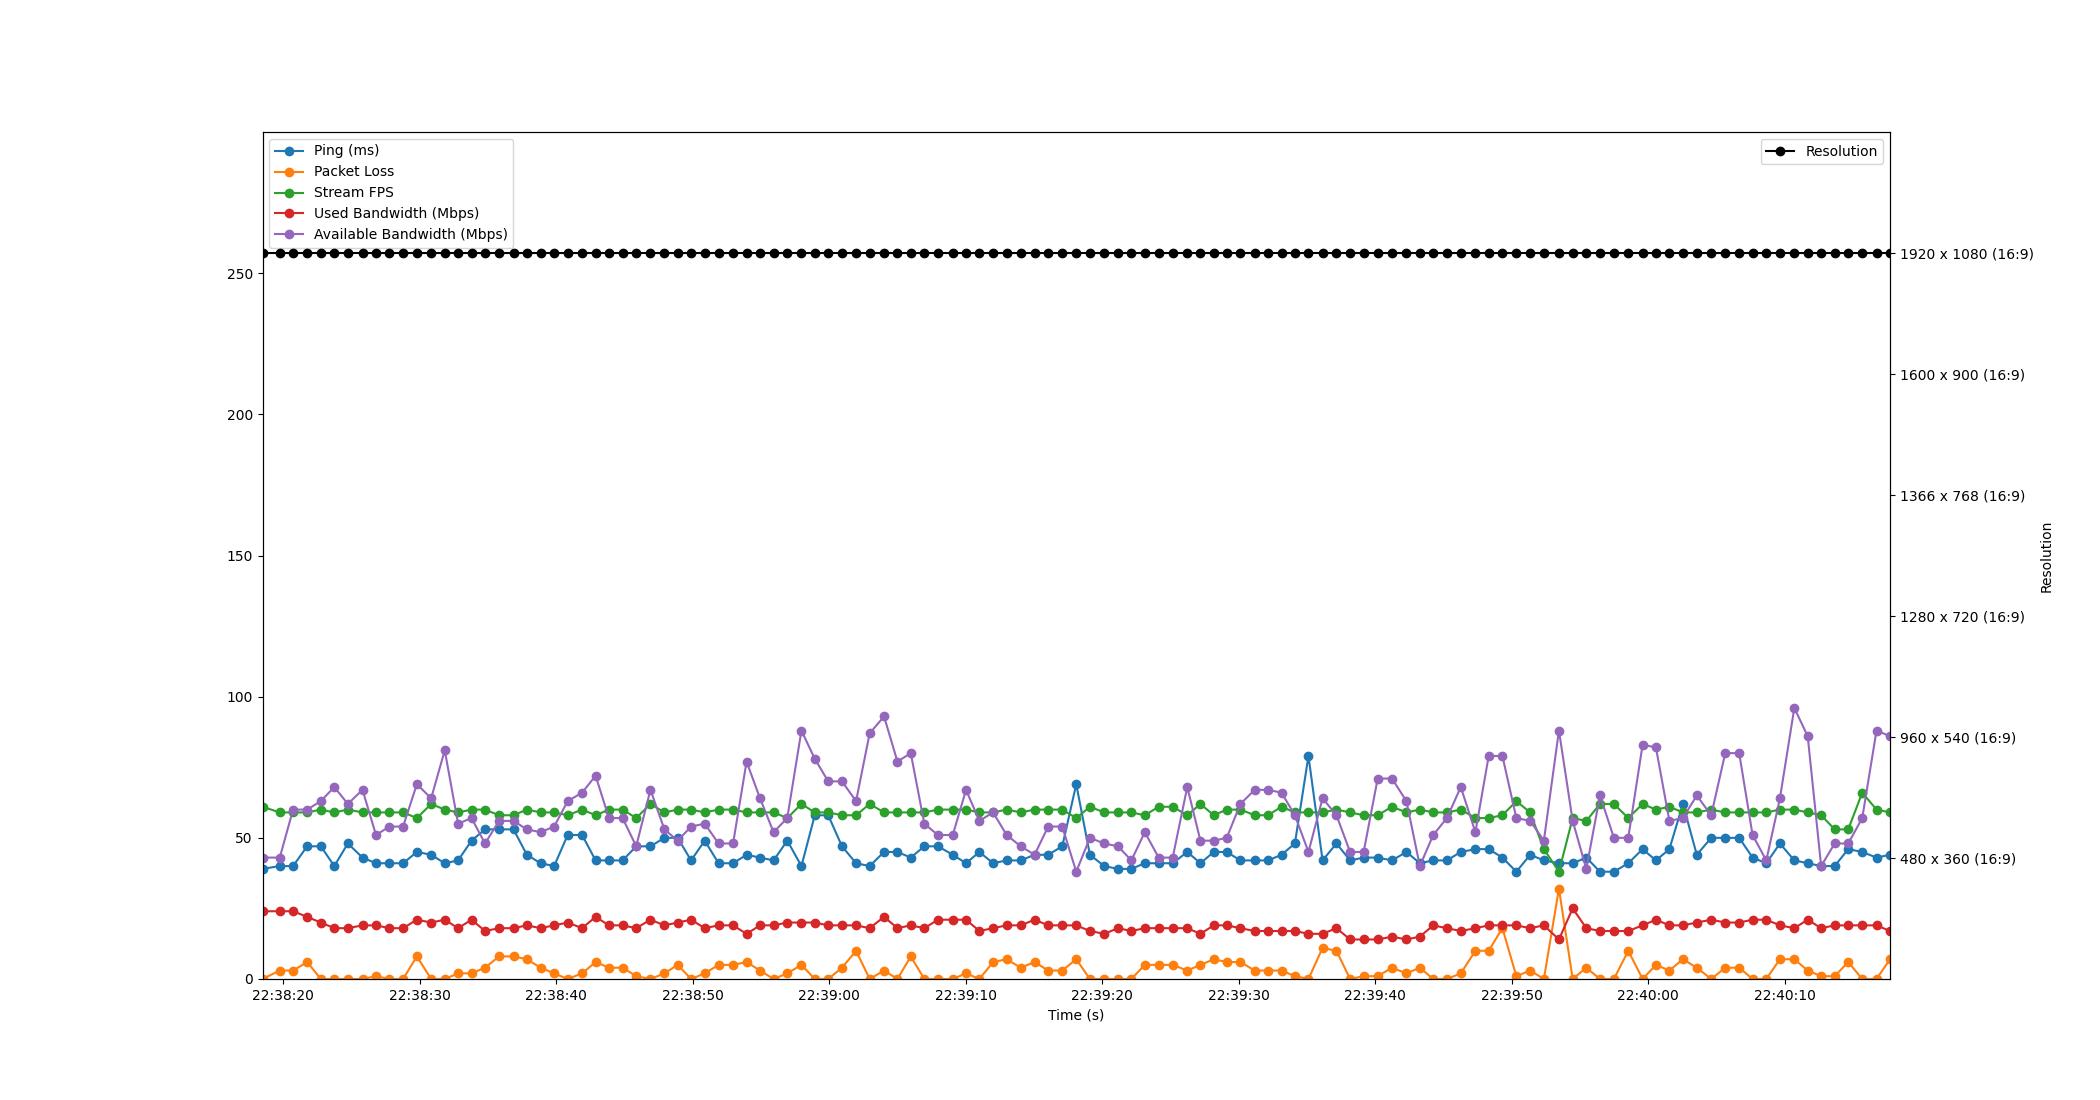 Ping (ms)
Packet Loss
Stream FPS
Used Bandwidth (Mbps)
Available Bandwidth (Mbps)
Resolution
250
200
150
100
50
0
1920 x 1080 (16:9)
1600 x 900 (16:9)
1366 x 768 (16:9)
1280 x 720 (16:9)
960 x 540 (16:9)
480 x 360 (16:9)
Resolution
22:38:20 22:38:30 22:38:40 22:38:50 22:39:00 22:39:10 22:39:20 22:39:30 22:39:40 22:39:50 22:40:00 22:40:10
Time (s)